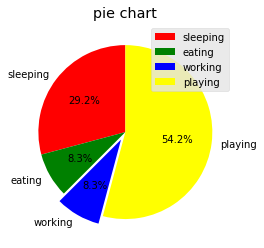 pie chart
sleeping
eating
working
playing
sleeping
29.2%
54.2%
playing
8.3%
eating
8.3%
working